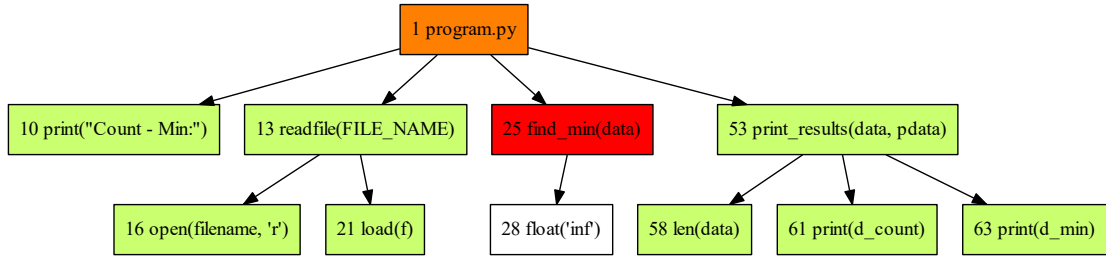 1 program.py
10 print("Count - Min:")
13 readfile(FILE_NAME)
25 find_min(data)
53 print_results(data, pdata)
16 open(filename, 'r')
21 load(f)
28 float('inf')
58 len(data)
61 print(d_count)
63 print(d_min)